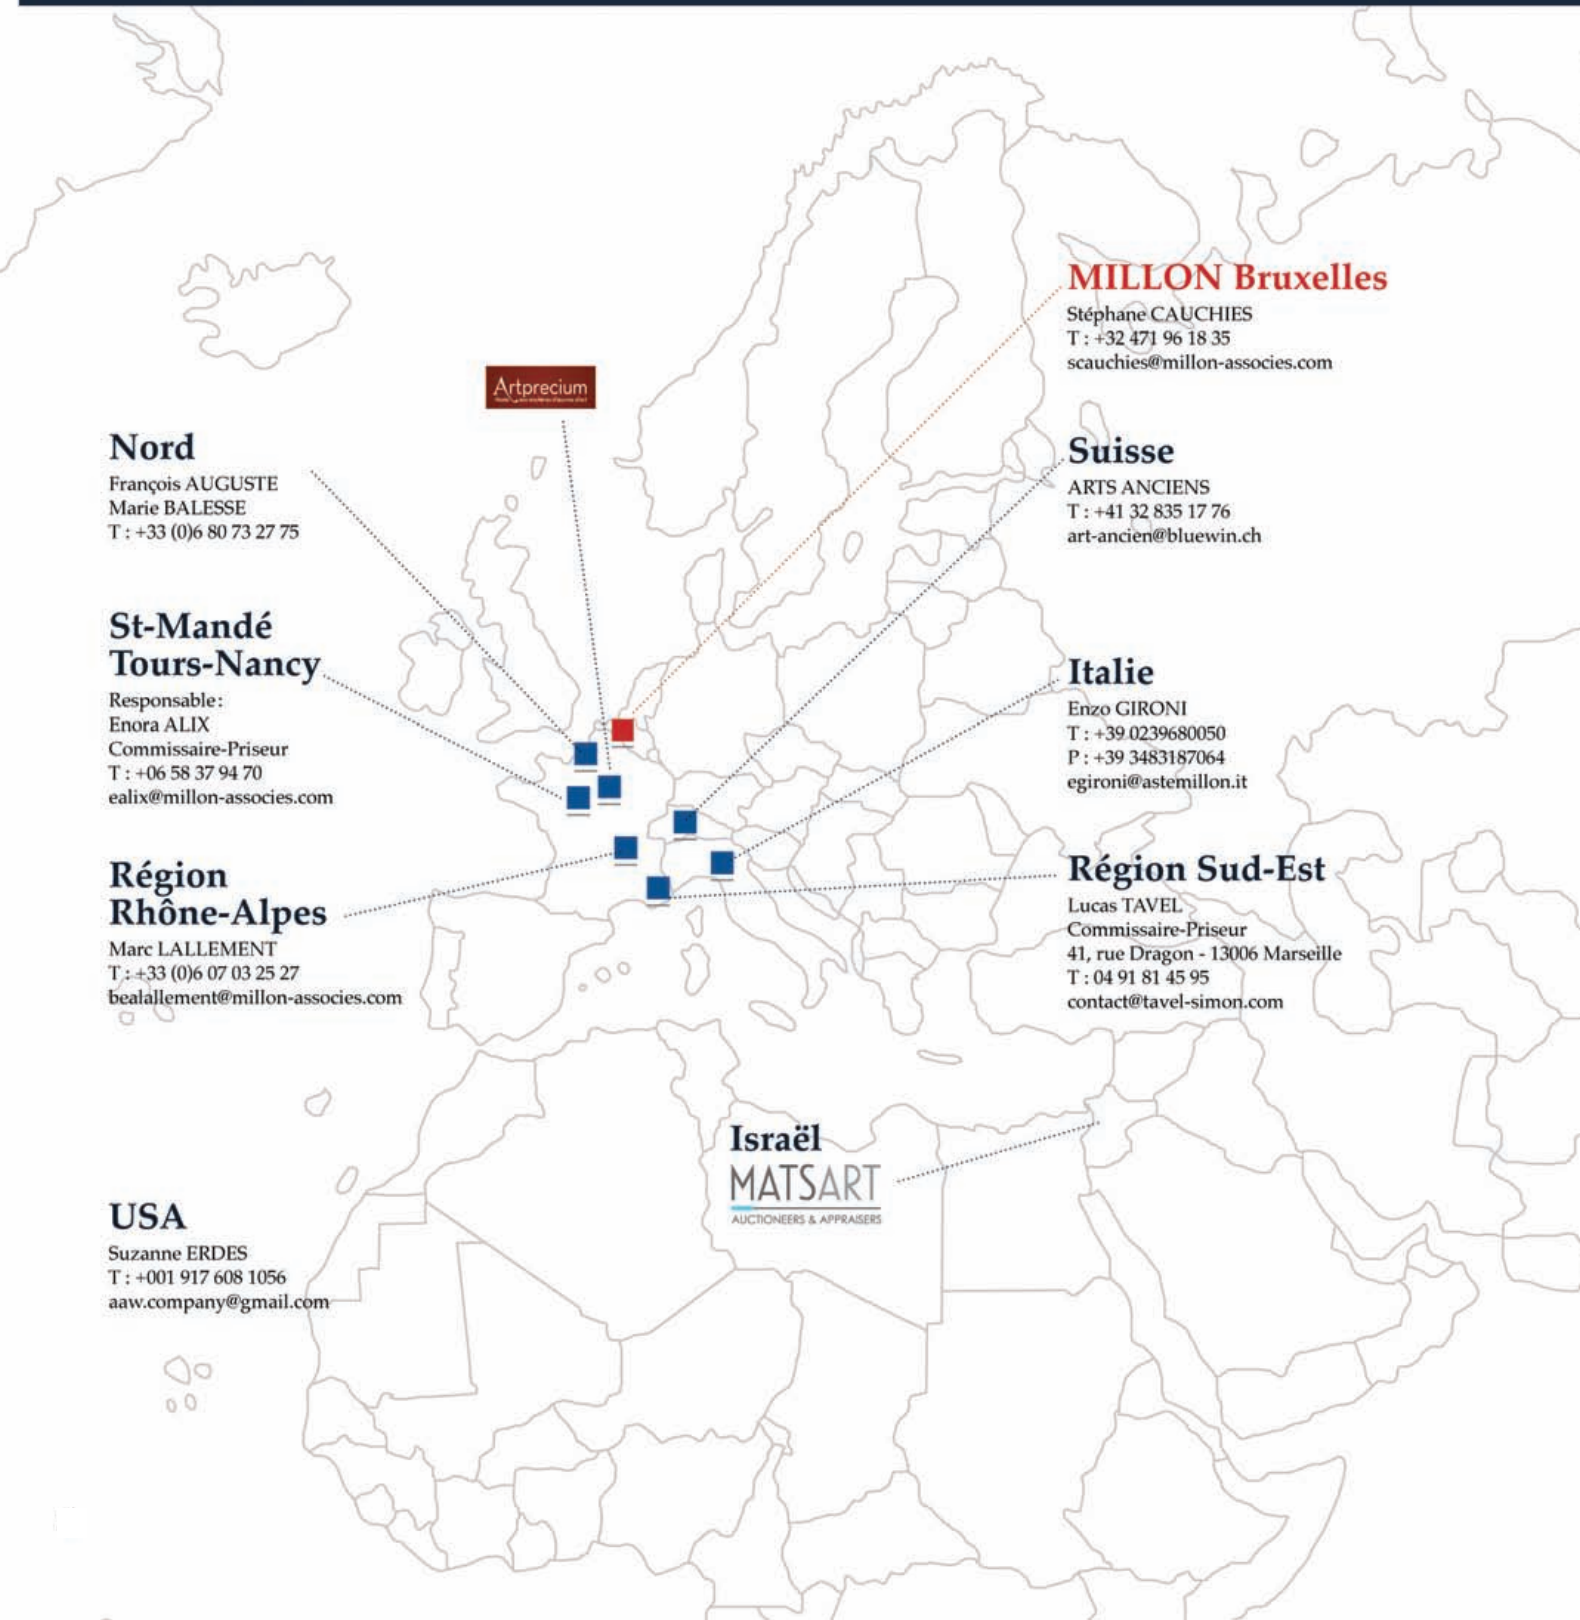 Artprecium
Nord
François AUGUSTE
Marie BALESSE
T : +33 (0)6 80 73 27 75
St-Mandé
Tours-Nancy
Responsable :
Enora ALIX
Commissaire-Priseur
T : +06 58 37 94 70
ealix@millon-associes.com
Région
Rhône-Alpes
Marc LALLEMENT
T : +33 (0)6 07 03 25 27
bealallement@millon-associes.com
USA
Suzanne ERDES
T : +001 917 608 1056
aaw.company@gmail.com
MILLON Bruxelles
Stéphane CAUCHIES
T : +32 471 96 18 35
scauchies@millon-associes.com
Suisse
ARTS ANCIENS
T : +41 32 835 17 76
art-ancien@bluewin.ch
Italie
Enzo GIRONI
T : +39 0239680050
P : +39 3483187064
egironi@astemillon.it
Région Sud-Est
Lucas TAVEL
Commissaire-Priseur
41, rue Dragon - 13006 Marseille
T : 04 91 81 45 95
contact@tavel-simon.com
Israël
MATSART
AUCTIONEERS & APPRAISERS